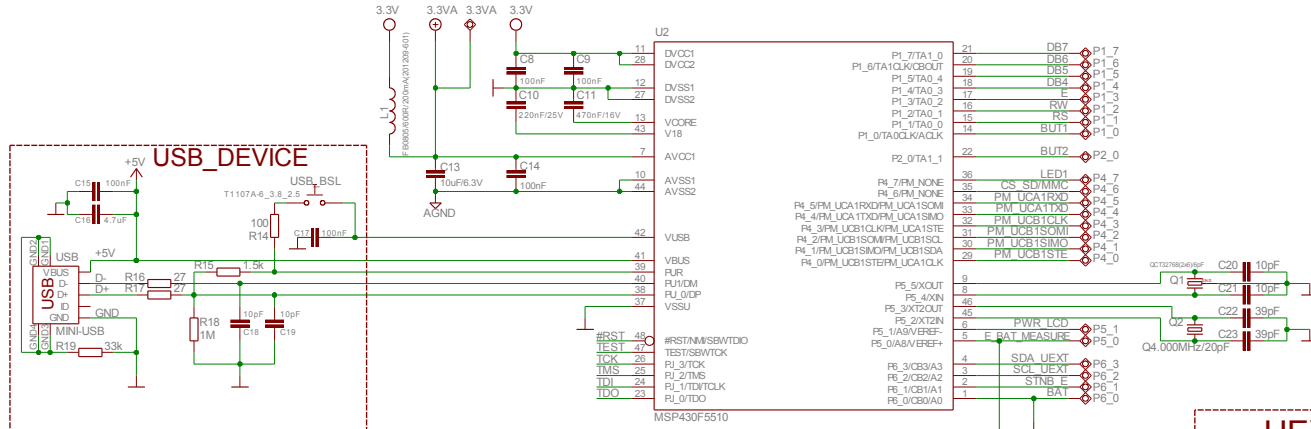 3.3V
3.3VA
3.3VA
3.3V
U2
L1
FB0805/600R/200mA(201209-601)
C8
100nF
C9
100nF
C10
220nF/25V
C11
470nF/16V
C13
10uF/6.3V
C14
100nF
AGND
11 DVCC1
28 DVCC2
12 DVSS1
27 DVSS2
13 VCORE
43 V18
7 AVCC1
10 AVSS1
44 AVSS2
42 VUSB
41 VBUS
39 PUR
40 PU1/DM
38 PU_0/DP
37 VSSU
#RST 48 #RST/NMI/SBWTDIO
TEST 47 TEST/SBWTCK
TCK 26 PJ_3/TCK
TMS 25 PJ_2/TMS
TDI 24 PJ_1/TDI/TCLK
TDO 23 PJ_0/TDO
MSP430F5510
P1_7/TA1_0 21 DB7 P1_7
P1_6/TA1CLK/CBOUT 20 DB6 P1_6
P1_5/TA0_4 19 DB5 P1_5
P1_4/TA0_3 18 DB4 P1_4
P1_3/TA0_2 17 E P1_3
P1_2/TA0_1 16 RW P1_2
P1_1/TA0_0 15 RS P1_1
P1_0/TA0CLK/ACLK 14 BUT1 P1_0
P2_0/TA1_1 22 BUT2 P2_0
P4_7/PM_NONE 36 LED1 P4_7
P4_6/PM_NONE 35 CS_SD/MMC P4_6
P4_5/PM_UCA1RXD/PM_UCA1SOMI 34 PM_UCA1RXD P4_5
P4_4/PM_UCA1TXD/PM_UCA1SIMO 33 PM_UCA1TXD P4_4
P4_3/PM_UCB1CLK/PM_UCA1STE 32 PM_UCB1CLK P4_3
P4_2/PM_UCB1SOMI/PM_UCB1SCL 31 PM_UCB1SOMI P4_2
P4_1/PM_UCB1SIMO/PM_UCB1SDA 30 PM_UCB1SIMO P4_1
P4_0/PM_UCB1STE/PM_UCA1CLK 29 PM_UCB1STE P4_0
P5_5/XOUT 9
P5_4/XIN 8
P5_3/XT2OUT 46
P5_2/XT2IN 45
P5_1/A9/VEREF- 6 PWR_LCD P5_1
P5_0/A8/VEREF+ 5 E_BAT_MEASURE P5_0
P6_3/CB3/A3 4 SDA_UEXT P6_3
P6_2/CB2/A2 3 SCL_UEXT P6_2
P6_1/CB1/A1 2 STNB_E P6_1
P6_0/CB0/A0 1 BAT P6_0
QCT32768(2x6)/6pF
Q1
C20 10pF
C21 10pF
C22 39pF
Q2
C23 39pF
Q4.000MHz/20pF
USB_DEVICE
+5V
C15 100nF
C16 4.7uF
USB_BSL
T1107A-6_3.8_2.5
100
R14
C17 100nF
GND2
GND1
USB
+5V
VBUS
D-
D+
ID
GND
USB
D-
D+
GND
GND4
GND3
MINI-USB
R16 27
R17 27
R15 1.5k
R18
1M
10pF
C18
10pF
C19
R19 33k